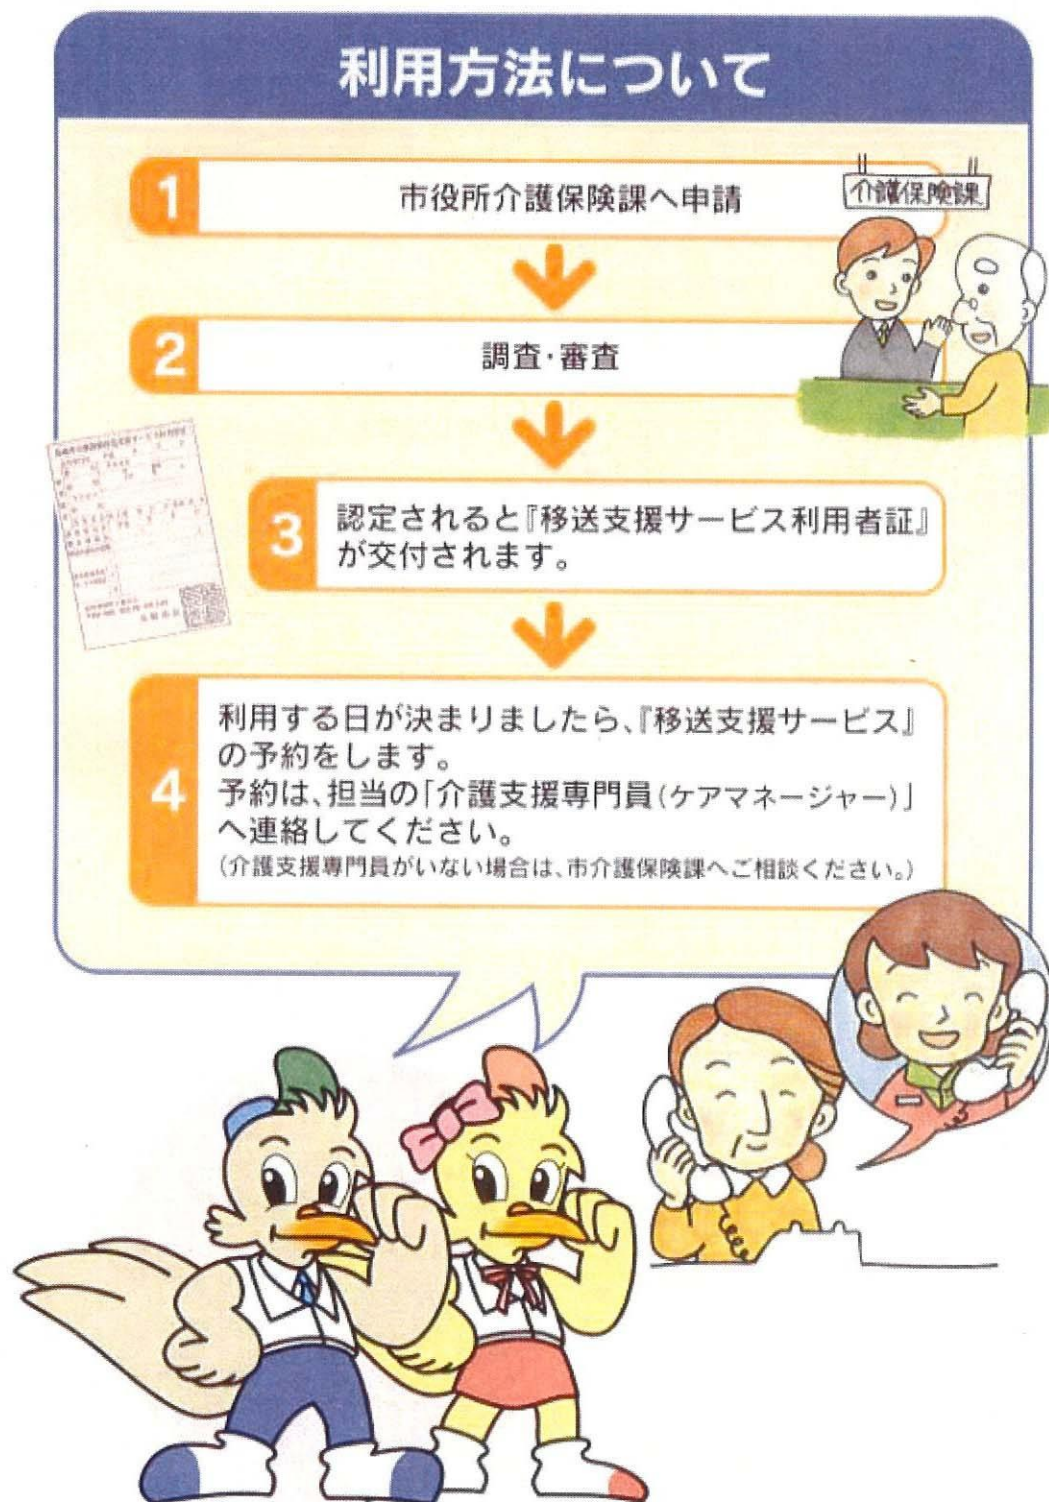 利用方法について
1
市役所介護保険課へ申請
介護保険課
2
調査・審査
3
認定されると『移送支援サービス利用者証』
が交付されます。
4
利用する日が決まりましたら、『移送支援サービス』
の予約をします。
予約は、担当の「介護支援専門員(ケアマネージャー)」
へ連絡してください。
(介護支援専門員がいない場合は、市介護保険課へご相談ください。)